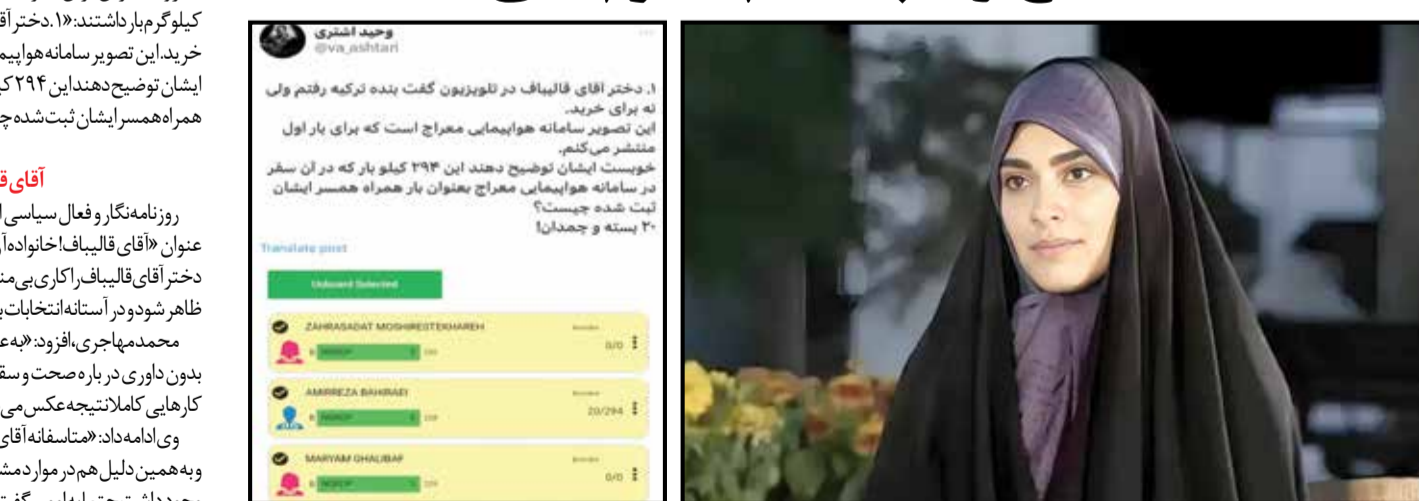 وحید اشتری
@va_ashtari
۱. دختر آقای قالیباف در تلویزیون گفت بنده ترکیه رفتم ولی
نه برای خرید.
این تصویر سامانه هواپیمایی معراج است که برای بار اول
منتشر می‌کنم.
خوبست ایشان توضیح دهند این ۲۹۴ کیلو بار که در آن سفر
در سامانه هواپیمایی معراج بعنوان بار همراه همسر ایشان
ثبت شده چیست؟
۲۰ بسته و چمدان!
Translate post
Unboard Selected
ZAHRASADAT MOSHIRESTEKHAREH
0/0
AMIRREZA BAHIRAEI
20/294
MARYAM GHALIBAF
0/0
کیلوگرم بار داشتند: «۱. دختر آقا
خرید. این تصویر سامانه هواپیم
ایشان توضیح دهند این ۲۹۴ ک
همراه همسر ایشان ثبت شده چ
آقای ق
روزنامه‌نگار و فعال سیاسی ا
عنوان «آقای قالیباف! خانواده آ
دختر آقای قالیباف را کاری بی‌من
ظاهر شود و در آستانه انتخابات ب
محمد مهاجری، افزود: «به‌ع
بدون داوری در باره صحت و سق
کارهایی کاملا نتیجه عکس می
وی ادامه داد: «متاسفانه آقای
و به همین دلیل هم در موارد مش